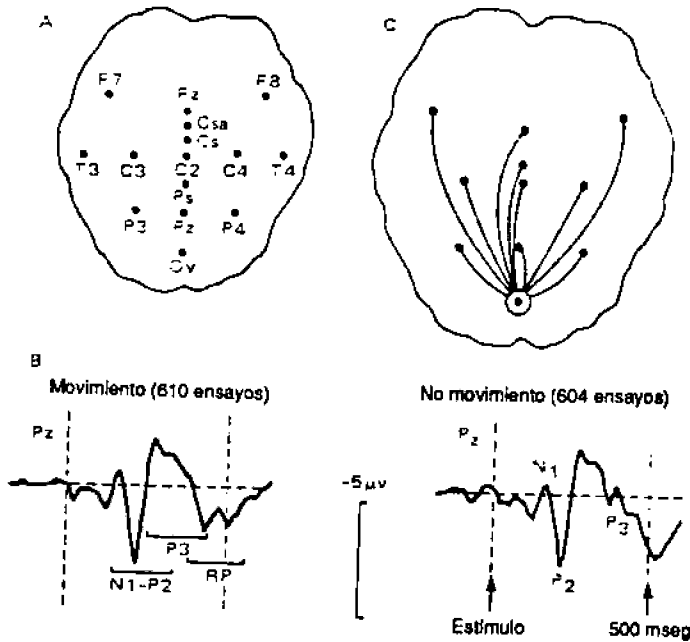 A
F7
Fz
F8
Csa
Cs
T3
C3
C2
C4
T4
Ps
P3
Pz
P4
Ov
C
B
Movimiento (610 ensayos)
Pz
P3
RP
N1-P2
-5 μv
No movimiento (604 ensayos)
Pz
N1
P3
P2
Estímulo
500 msep